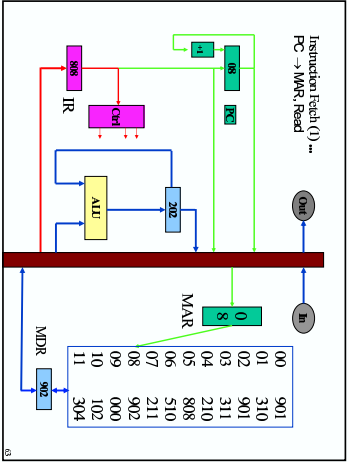 Instruction Fetch (1) ...
PC → MAR, Read
Out
In
+1
08
PC
0
8
MAR
00 901
01 310
02 901
03 311
04 210
05 808
06 510
07 211
08 902
09 000
10 102
11 304
202
ALU
Ctrl
808
IR
MDR
902
63